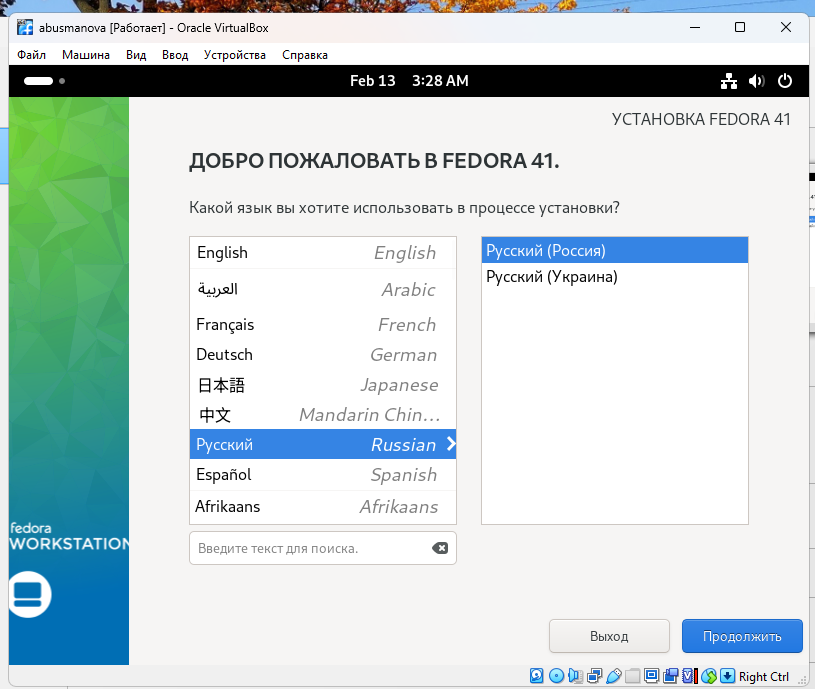 abusmanova [Работает] - Oracle VirtualBox
Файл Машина Вид Ввод Устройства Справка
Feb 13 3:28 AM
УСТАНОВКА FEDORA 41
ДОБРО ПОЖАЛОВАТЬ В FEDORA 41.
Какой язык вы хотите использовать в процессе установки?
English English
العربية Arabic
Français French
Deutsch German
日本語 Japanese
中文 Mandarin Chin…
Русский Russian
Español Spanish
Afrikaans Afrikaans
Русский (Россия)
Русский (Украина)
Введите текст для поиска.
fedora
WORKSTATION
Выход Продолжить
Right Ctrl